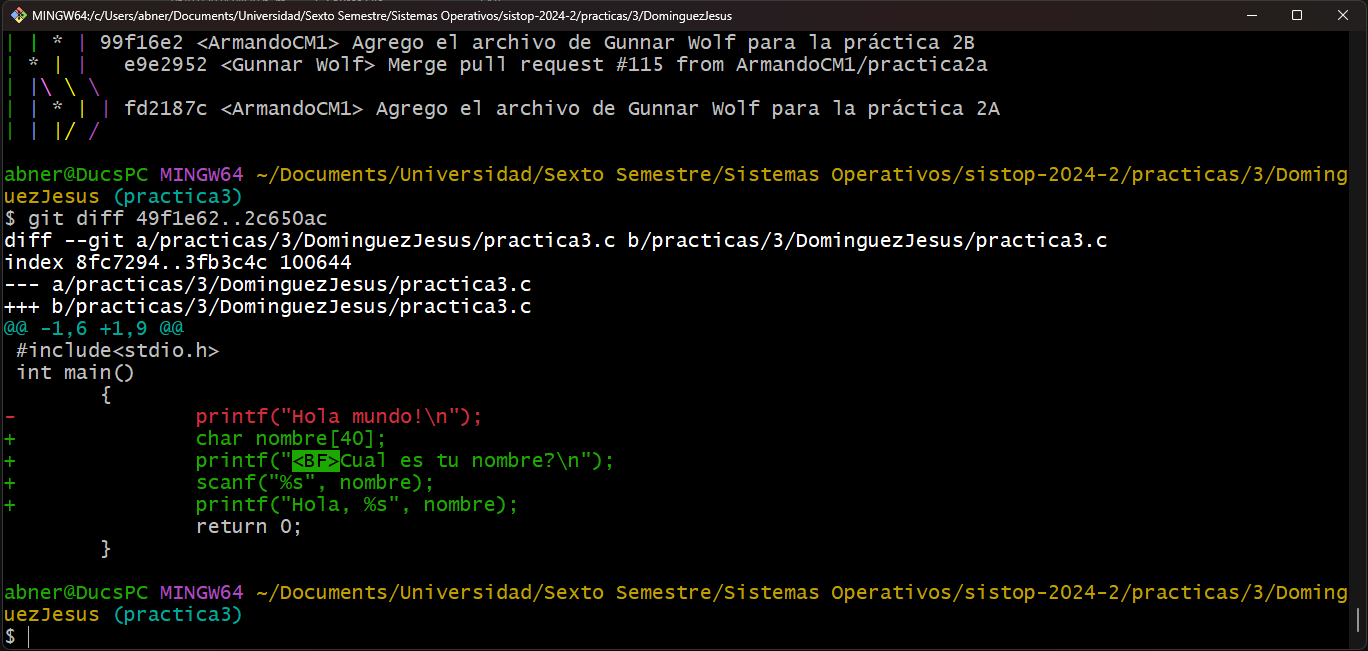 MINGW64:/c/Users/abner/Documents/Universidad/Sexto Semestre/Sistemas Operativos/sistop-2024-2/practicas/3/DominguezJesus
| | * | 99f16e2 <ArmandoCM1> Agrego el archivo de Gunnar Wolf para la práctica 2B
| * | |   e9e2952 <Gunnar Wolf> Merge pull request #115 from ArmandoCM1/practica2a
| |\ \ \
| | * | | fd2187c <ArmandoCM1> Agrego el archivo de Gunnar Wolf para la práctica 2A
| | |/ /
abner@DucsPC MINGW64 ~/Documents/Universidad/Sexto Semestre/Sistemas Operativos/sistop-2024-2/practicas/3/Doming
uezJesus (practica3)
$ git diff 49f1e62..2c650ac
diff --git a/practicas/3/DominguezJesus/practica3.c b/practicas/3/DominguezJesus/practica3.c
index 8fc7294..3fb3c4c 100644
--- a/practicas/3/DominguezJesus/practica3.c
+++ b/practicas/3/DominguezJesus/practica3.c
@@ -1,6 +1,9 @@
 #include<stdio.h>
 int main()
        {
-               printf("Hola mundo!\n");
+               char nombre[40];
+               printf("<BF>Cual es tu nombre?\n");
+               scanf("%s", nombre);
+               printf("Hola, %s", nombre);
                return 0;
        }
abner@DucsPC MINGW64 ~/Documents/Universidad/Sexto Semestre/Sistemas Operativos/sistop-2024-2/practicas/3/Doming
uezJesus (practica3)
$